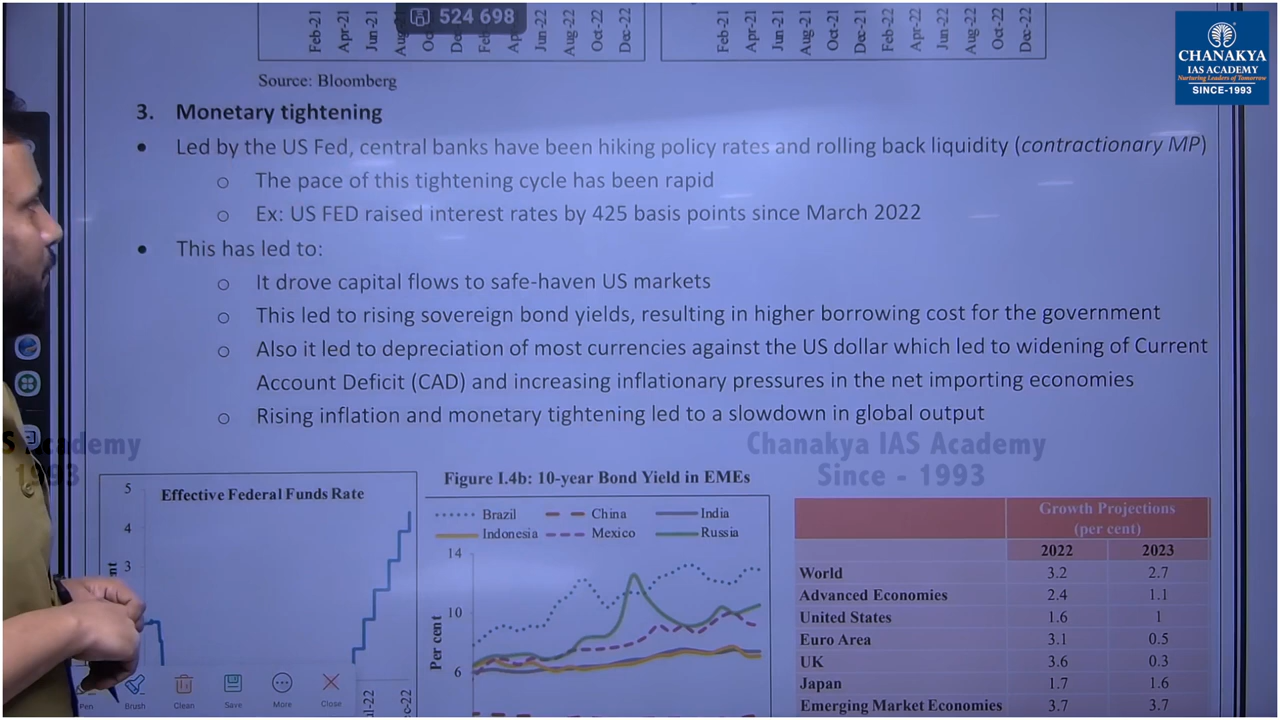 Feb-21 Apr-21 Jun-21 Jun-22 Aug-22 Oct-22 Dec-22
Feb-21 Apr-21 Jun-21 Aug-21 Oct-21 Dec-21 Feb-22 Apr-22 Jun-22 Aug-22 Oct-22 Dec-22
524 698
CHANAKYA
IAS ACADEMY
Nurturing Leaders of Tomorrow
SINCE-1993
Source: Bloomberg
3. Monetary tightening
• Led by the US Fed, central banks have been hiking policy rates and rolling back liquidity (contractionary MP)
o The pace of this tightening cycle has been rapid
o Ex: US FED raised interest rates by 425 basis points since March 2022
• This has led to:
o It drove capital flows to safe-haven US markets
o This led to rising sovereign bond yields, resulting in higher borrowing cost for the government
o Also it led to depreciation of most currencies against the US dollar which led to widening of Current
Account Deficit (CAD) and increasing inflationary pressures in the net importing economies
o Rising inflation and monetary tightening led to a slowdown in global output
S Academy
1993
Chanakya IAS Academy
Since - 1993
Effective Federal Funds Rate
5
4
3
Figure I.4b: 10-year Bond Yield in EMEs
Brazil China India
Indonesia Mexico Russia
14
10
6
Per cent
Growth Projections
(per cent)
2022 2023
World 3.2 2.7
Advanced Economies 2.4 1.1
United States 1.6 1
Euro Area 3.1 0.5
UK 3.6 0.3
Japan 1.7 1.6
Emerging Market Economies 3.7 3.7
Pen Brush Clean Save More Close